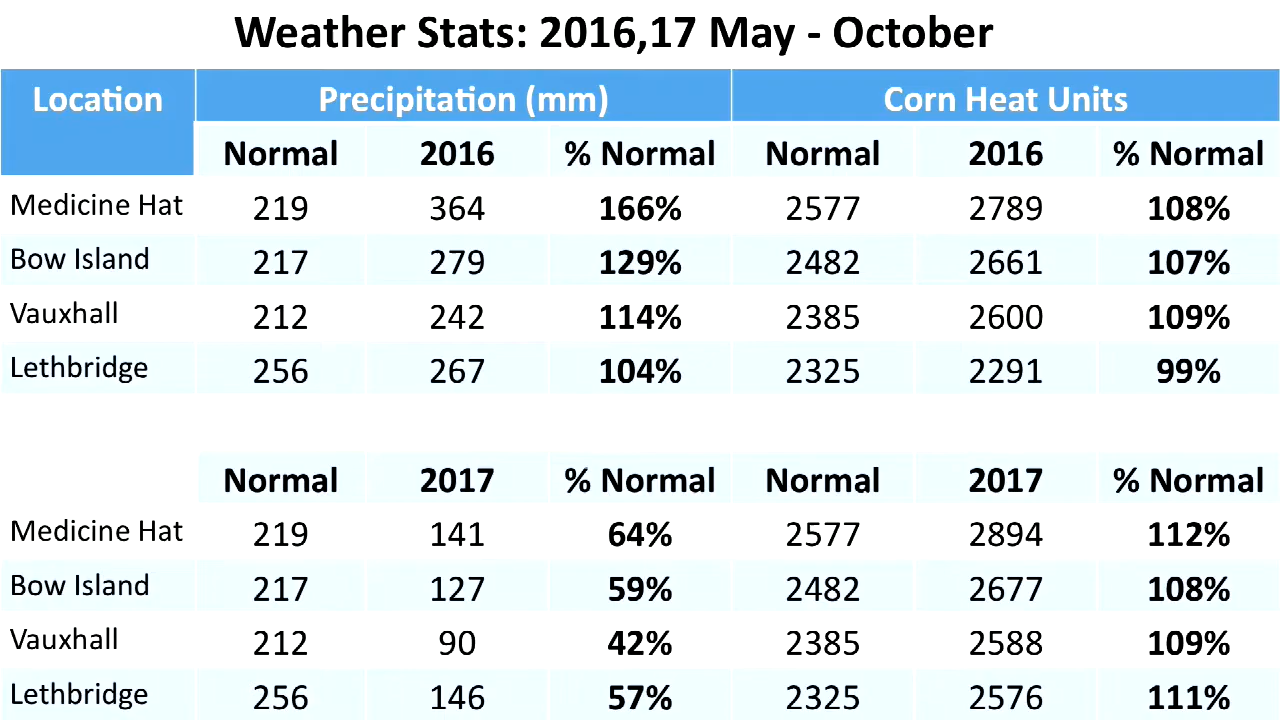 Weather Stats: 2016,17 May - October
Location Precipitation (mm) Corn Heat Units
Normal 2016 % Normal Normal 2016 % Normal
Medicine Hat 219 364 166% 2577 2789 108%
Bow Island 217 279 129% 2482 2661 107%
Vauxhall 212 242 114% 2385 2600 109%
Lethbridge 256 267 104% 2325 2291 99%
Normal 2017 % Normal Normal 2017 % Normal
Medicine Hat 219 141 64% 2577 2894 112%
Bow Island 217 127 59% 2482 2677 108%
Vauxhall 212 90 42% 2385 2588 109%
Lethbridge 256 146 57% 2325 2576 111%